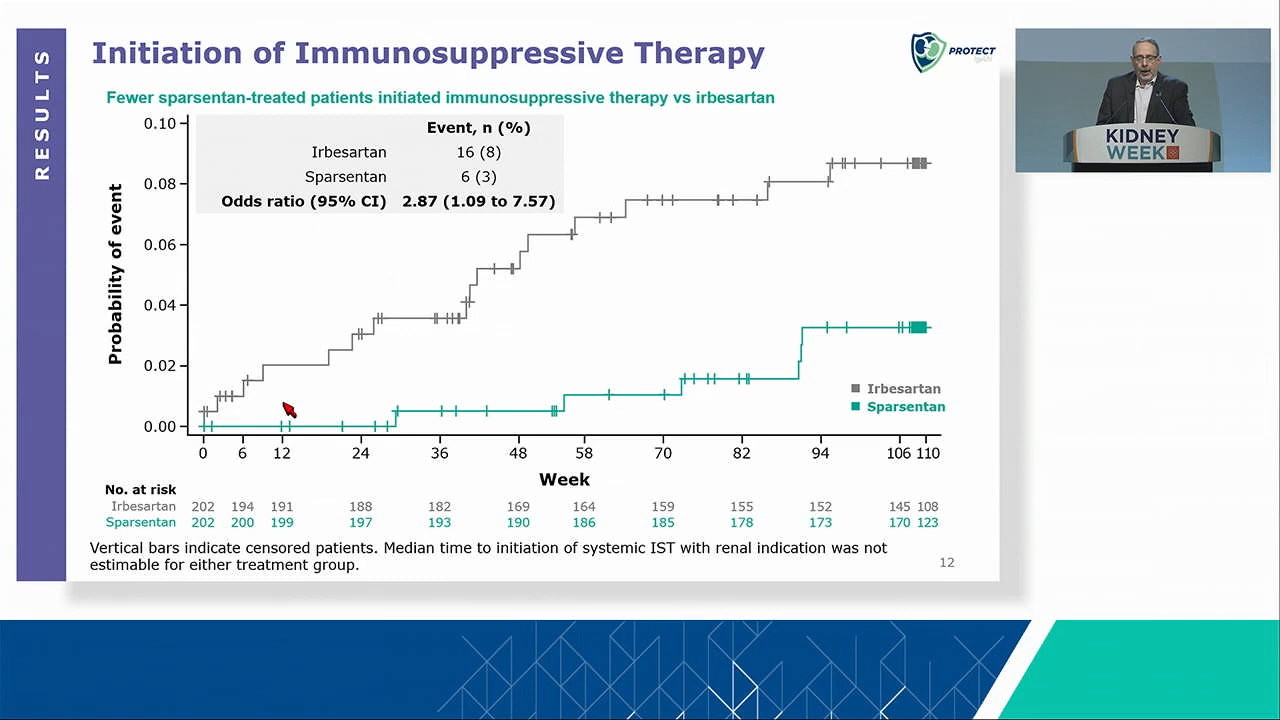 RESULTS
Initiation of Immunosuppressive Therapy
PROTECT
IgAN
Fewer sparsentan-treated patients initiated immunosuppressive therapy vs irbesartan
Event, n (%)
Irbesartan 16 (8)
Sparsentan 6 (3)
Odds ratio (95% CI) 2.87 (1.09 to 7.57)
Probability of event
0.10
0.08
0.06
0.04
0.02
0.00
Irbesartan
Sparsentan
0 6 12 24 36 48 58 70 82 94 106 110
Week
No. at risk
Irbesartan 202 194 191 188 182 169 164 159 155 152 145 108
Sparsentan 202 200 199 197 193 190 186 185 178 173 170 123
Vertical bars indicate censored patients. Median time to initiation of systemic IST with renal indication was not
estimable for either treatment group.
12
KIDNEY
WEEK